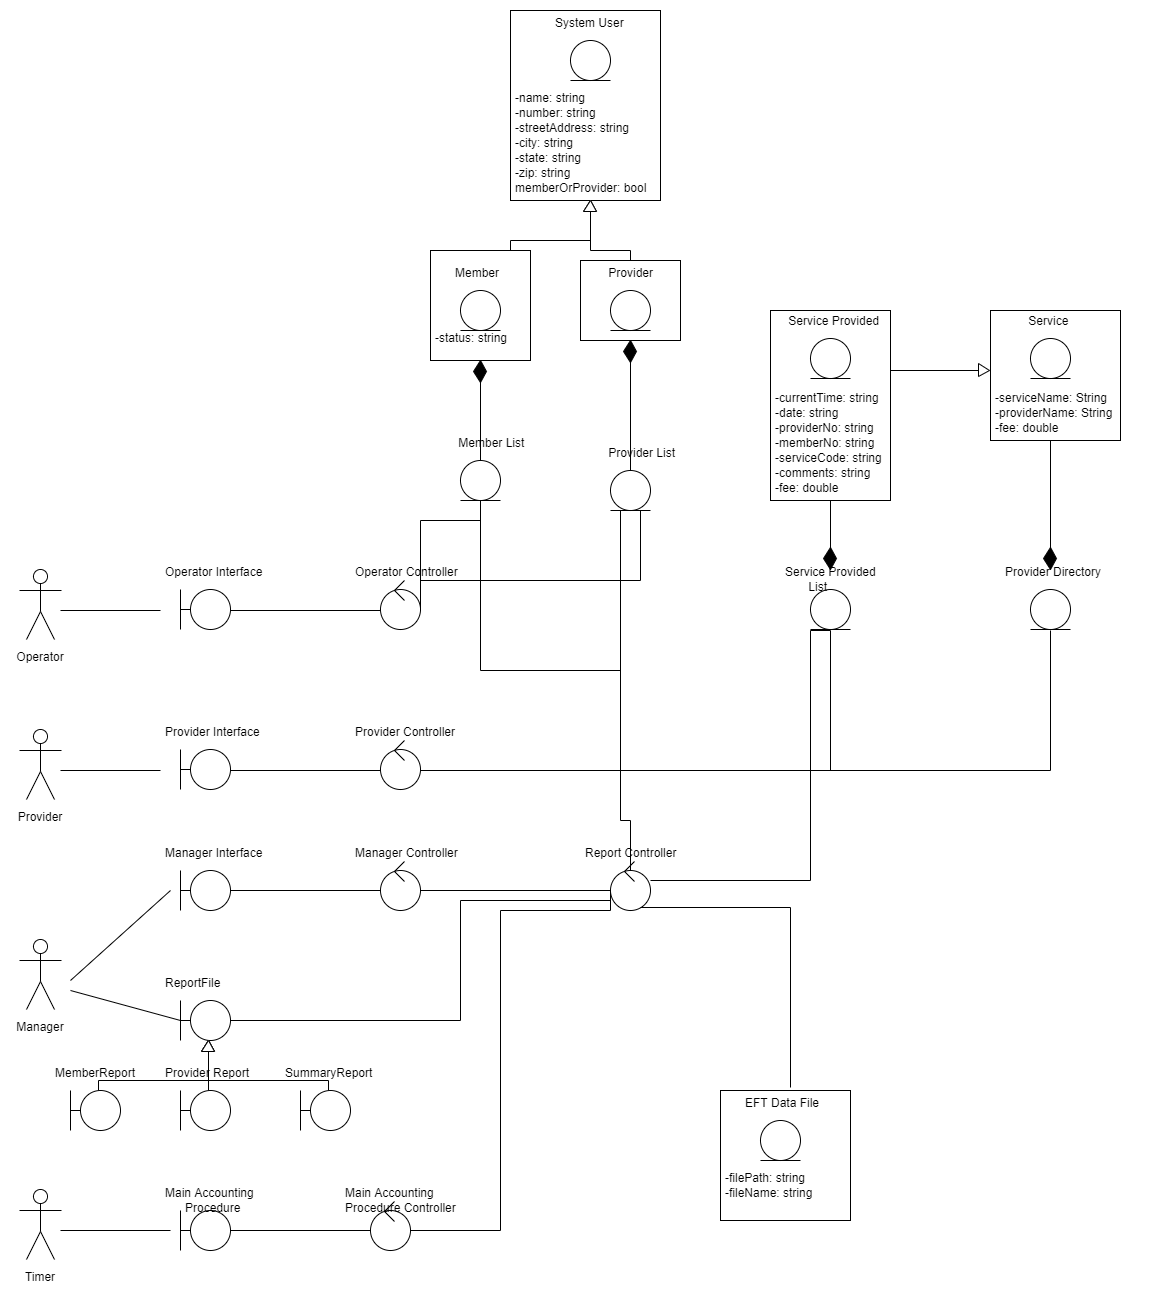 System User
-name: string
-number: string
-streetAddress: string
-city: string
-state: string
-zip: string
memberOrProvider: bool
Member
-status: string
Provider
Service Provided
-currentTime: string
-date: string
-providerNo: string
-memberNo: string
-serviceCode: string
-comments: string
-fee: double
Service
-serviceName: String
-providerName: String
-fee: double
Member List
Provider List
Operator Interface
Operator Controller
Service Provided
List
Provider Directory
Operator
Provider Interface
Provider Controller
Provider
Manager Interface
Manager Controller
Report Controller
ReportFile
Manager
MemberReport
Provider Report
SummaryReport
EFT Data File
-filePath: string
-fileName: string
Main Accounting
Procedure
Main Accounting
Procedure Controller
Timer